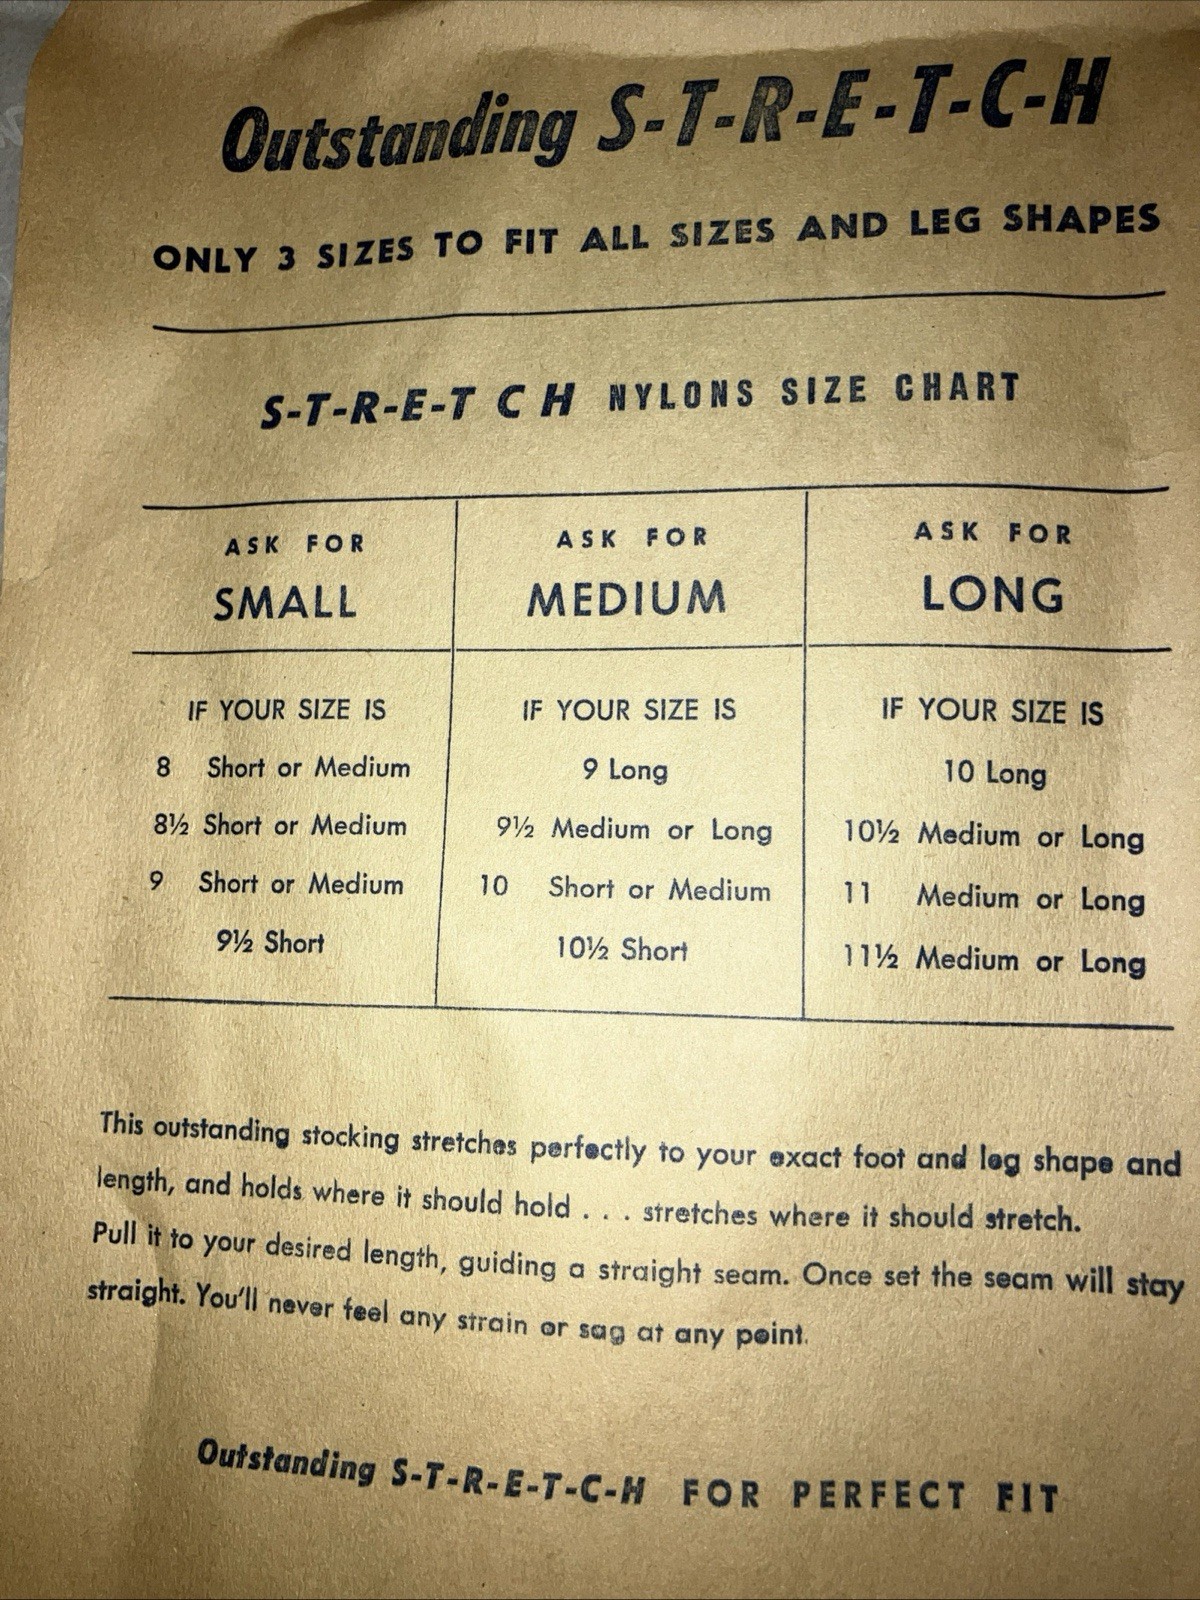 Outstanding S-T-R-E-T-C-H
ONLY 3 SIZES TO FIT ALL SIZES AND LEG SHAPES
S-T-R-E-T C H NYLONS SIZE CHART
ASK FOR
SMALL
IF YOUR SIZE IS
8 Short or Medium
8½ Short or Medium
9 Short or Medium
9½ Short
ASK FOR
MEDIUM
IF YOUR SIZE IS
9 Long
9½ Medium or Long
10 Short or Medium
10½ Short
ASK FOR
LONG
IF YOUR SIZE IS
10 Long
10½ Medium or Long
11 Medium or Long
11½ Medium or Long
This outstanding stocking stretches perfectly to your exact foot and leg shape and
length, and holds where it should hold . . . stretches where it should stretch.
Pull it to your desired length, guiding a straight seam. Once set the seam will stay
straight. You'll never feel any strain or sag at any point.
Outstanding S-T-R-E-T-C-H FOR PERFECT FIT